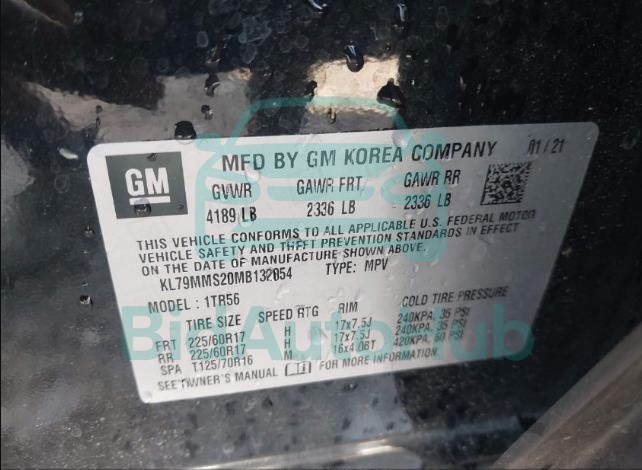 GM
MFD BY GM KOREA COMPANY 01/21
GVWR GAWR FRT GAWR RR
4189 LB 2336 LB 2336 LB
THIS VEHICLE CONFORMS TO ALL APPLICABLE U.S. FEDERAL MOTOR
VEHICLE SAFETY AND THEFT PREVENTION STANDARDS IN EFFECT
ON THE DATE OF MANUFACTURE SHOWN ABOVE.
KL79MMS20MB132054 TYPE: MPV
MODEL: 1TR56
TIRE SIZE SPEED RTG RIM COLD TIRE PRESSURE
FRT 225/60R17 H 17x7.5J 240KPA, 35 PSI
RR 225/60R17 H 17x7.5J 240KPA, 35 PSI
SPA T125/70R16 M 16x4.0BT 420KPA, 60 PSI
SEE OWNER'S MANUAL FOR MORE INFORMATION
BidAutoHub